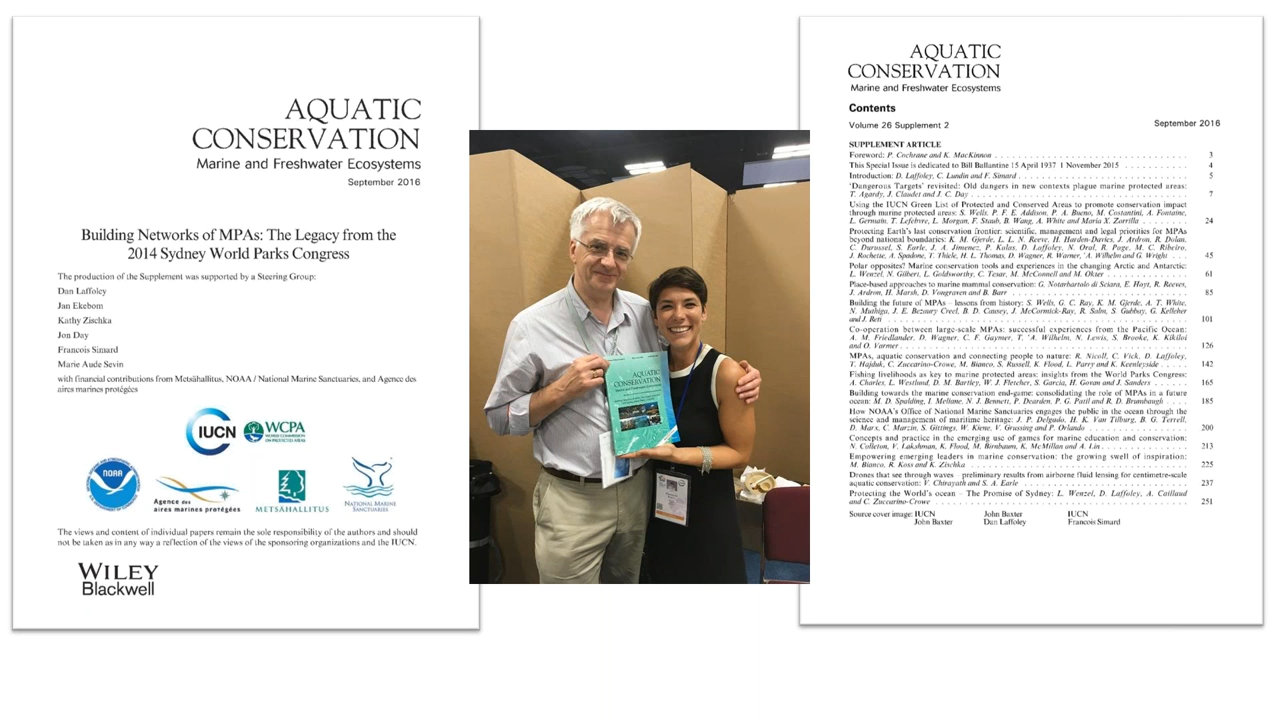 AQUATIC
CONSERVATION
Marine and Freshwater Ecosystems
September 2016
Building Networks of MPAs: The Legacy from the
2014 Sydney World Parks Congress
The production of the Supplement was supported by a Steering Group:
Dan Laffoley
Jan Ekebom
Kathy Zischka
Jon Day
Francois Simard
Marie Aude Sevin
with financial contributions from Metsähallitus, NOAA / National Marine Sanctuaries, and Agence des
aires marines protégées
IUCN
WCPA
WORLD COMMISSION
ON PROTECTED AREAS
NOAA
Agence des
aires marines protégées
METSÄHALLITUS
NATIONAL MARINE
SANCTUARIES
The views and content of individual papers remain the sole responsibility of the authors and should
not be taken as in any way a reflection of the views of the sponsoring organizations and the IUCN.
WILEY
Blackwell
AQUATIC
CONSERVATION
AQUATIC
CONSERVATION
Marine and Freshwater Ecosystems
Contents
Volume 26 Supplement 2 September 2016
SUPPLEMENT ARTICLE
Foreword: P. Cochrane and K. MacKinnon . . . 3
This Special Issue is dedicated to Bill Ballantine 15 April 1937 1 November 2015 . . . 4
Introduction: D. Laffoley, C. Lundin and F. Simard . . . 5
'Dangerous Targets' revisited: Old dangers in new contexts plague marine protected areas:
T. Agardy, J. Claudet and J. C. Day . . . 7
Using the IUCN Green List of Protected and Conserved Areas to promote conservation impact
through marine protected areas: S. Wells, P. F. E. Addison, P. A. Bueno, M. Costantini, A. Fontaine,
L. Germain, T. Lefebvre, L. Morgan, F. Staub, B. Wang, A. White and Maria X. Zorrilla . . . 24
Protecting Earth's last conservation frontier: scientific, management and legal priorities for MPAs
beyond national boundaries: K. M. Gjerde, L. L. N. Reeve, H. Harden-Davies, J. Ardron, R. Dolan,
C. Durussel, S. Earle, J. A. Jimenez, P. Kalas, D. Laffoley, N. Oral, R. Page, M. C. Ribeiro,
J. Rochette, A. Spadone, T. Thiele, H. L. Thomas, D. Wagner, R. Warner, 'A. Wilhelm and G. Wright . . . 45
Polar opposites? Marine conservation tools and experiences in the changing Arctic and Antarctic:
L. Wenzel, N. Gilbert, L. Goldsworthy, C. Tesar, M. McConnell and M. Okter . . . 61
Place-based approaches to marine mammal conservation: G. Notarbartolo di Sciara, E. Hoyt, R. Reeves,
J. Ardron, H. Marsh, D. Vongraven and B. Barr . . . 85
Building the future of MPAs – lessons from history: S. Wells, G. C. Ray, K. M. Gjerde, A. T. White,
N. Muthiga, J. E. Bezaury Creel, B. D. Causey, J. McCormick-Ray, R. Salm, S. Gubbay, G. Kelleher
and J. Reti . . . 101
Co-operation between large-scale MPAs: successful experiences from the Pacific Ocean:
A. M. Friedlander, D. Wagner, C. F. Gaymer, T. 'A. Wilhelm, N. Lewis, S. Brooke, K. Kikiloi
and O. Varmer . . . 126
MPAs, aquatic conservation and connecting people to nature: R. Nicoll, C. Vick, D. Laffoley,
T. Hajduk, C. Zuccarino-Crowe, M. Bianco, S. Russell, K. Flood, L. Parry and K. Keenleyside . . . 142
Fishing livelihoods as key to marine protected areas: insights from the World Parks Congress:
A. Charles, L. Westlund, D. M. Bartley, W. J. Fletcher, S. Garcia, H. Govan and J. Sanders . . . 165
Building towards the marine conservation end-game: consolidating the role of MPAs in a future
ocean: M. D. Spalding, I. Meliane, N. J. Bennett, P. Dearden, P. G. Patil and R. D. Brumbaugh . . . 185
How NOAA's Office of National Marine Sanctuaries engages the public in the ocean through the
science and management of maritime heritage: J. P. Delgado, H. K. Van Tilburg, B. G. Terrell,
D. Marx, C. Marzin, S. Gittings, W. Kiene, V. Grussing and P. Orlando . . . 200
Concepts and practice in the emerging use of games for marine education and conservation:
N. Colleton, V. Lakshman, K. Flood, M. Birnbaum, K. McMillan and A. Lin . . . 213
Empowering emerging leaders in marine conservation: the growing swell of inspiration:
M. Bianco, R. Koss and K. Zischka . . . 225
Drones that see through waves preliminary results from airborne fluid lensing for centimetre-scale
aquatic conservation: V. Chirayath and S. A. Earle . . . 237
Protecting the World's ocean – The Promise of Sydney: L. Wenzel, D. Laffoley, A. Caillaud
and C. Zuccarino-Crowe . . . 251
Source cover image: IUCN John Baxter IUCN
John Baxter Dan Laffoley Francois Simard